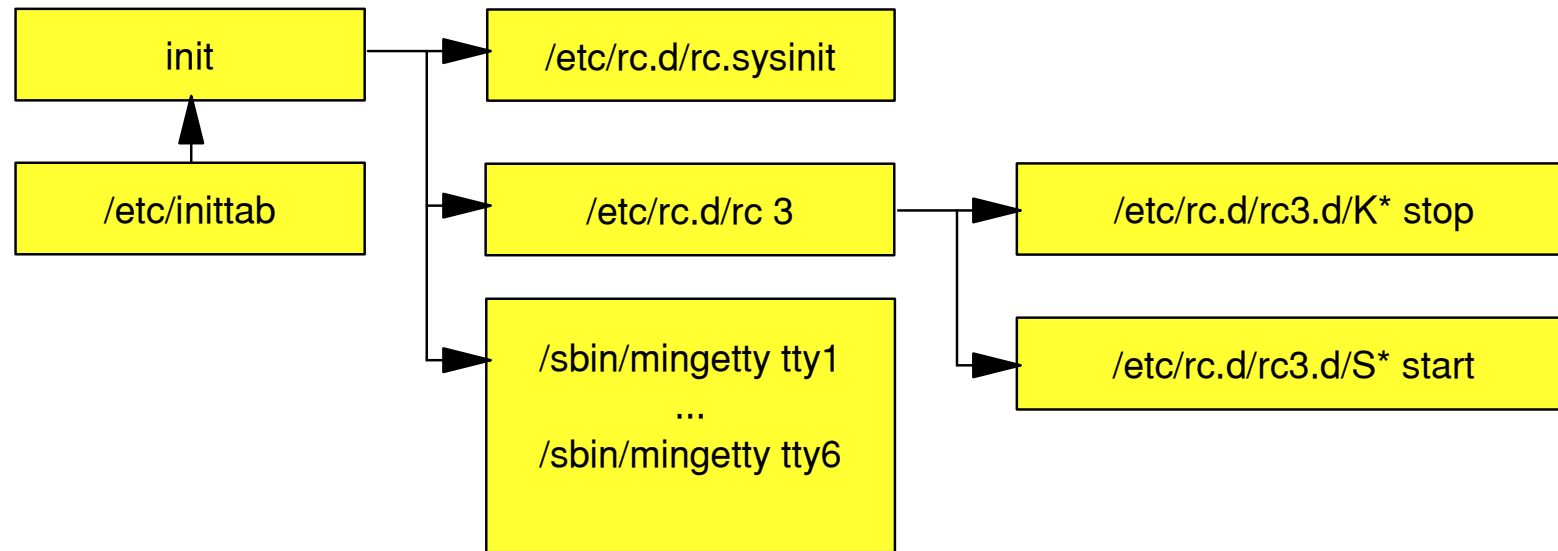 init
/etc/rc.d/rc.sysinit
/etc/inittab
/etc/rc.d/rc 3
/etc/rc.d/rc3.d/K* stop
/sbin/mingetty tty1
...
/sbin/mingetty tty6
/etc/rc.d/rc3.d/S* start